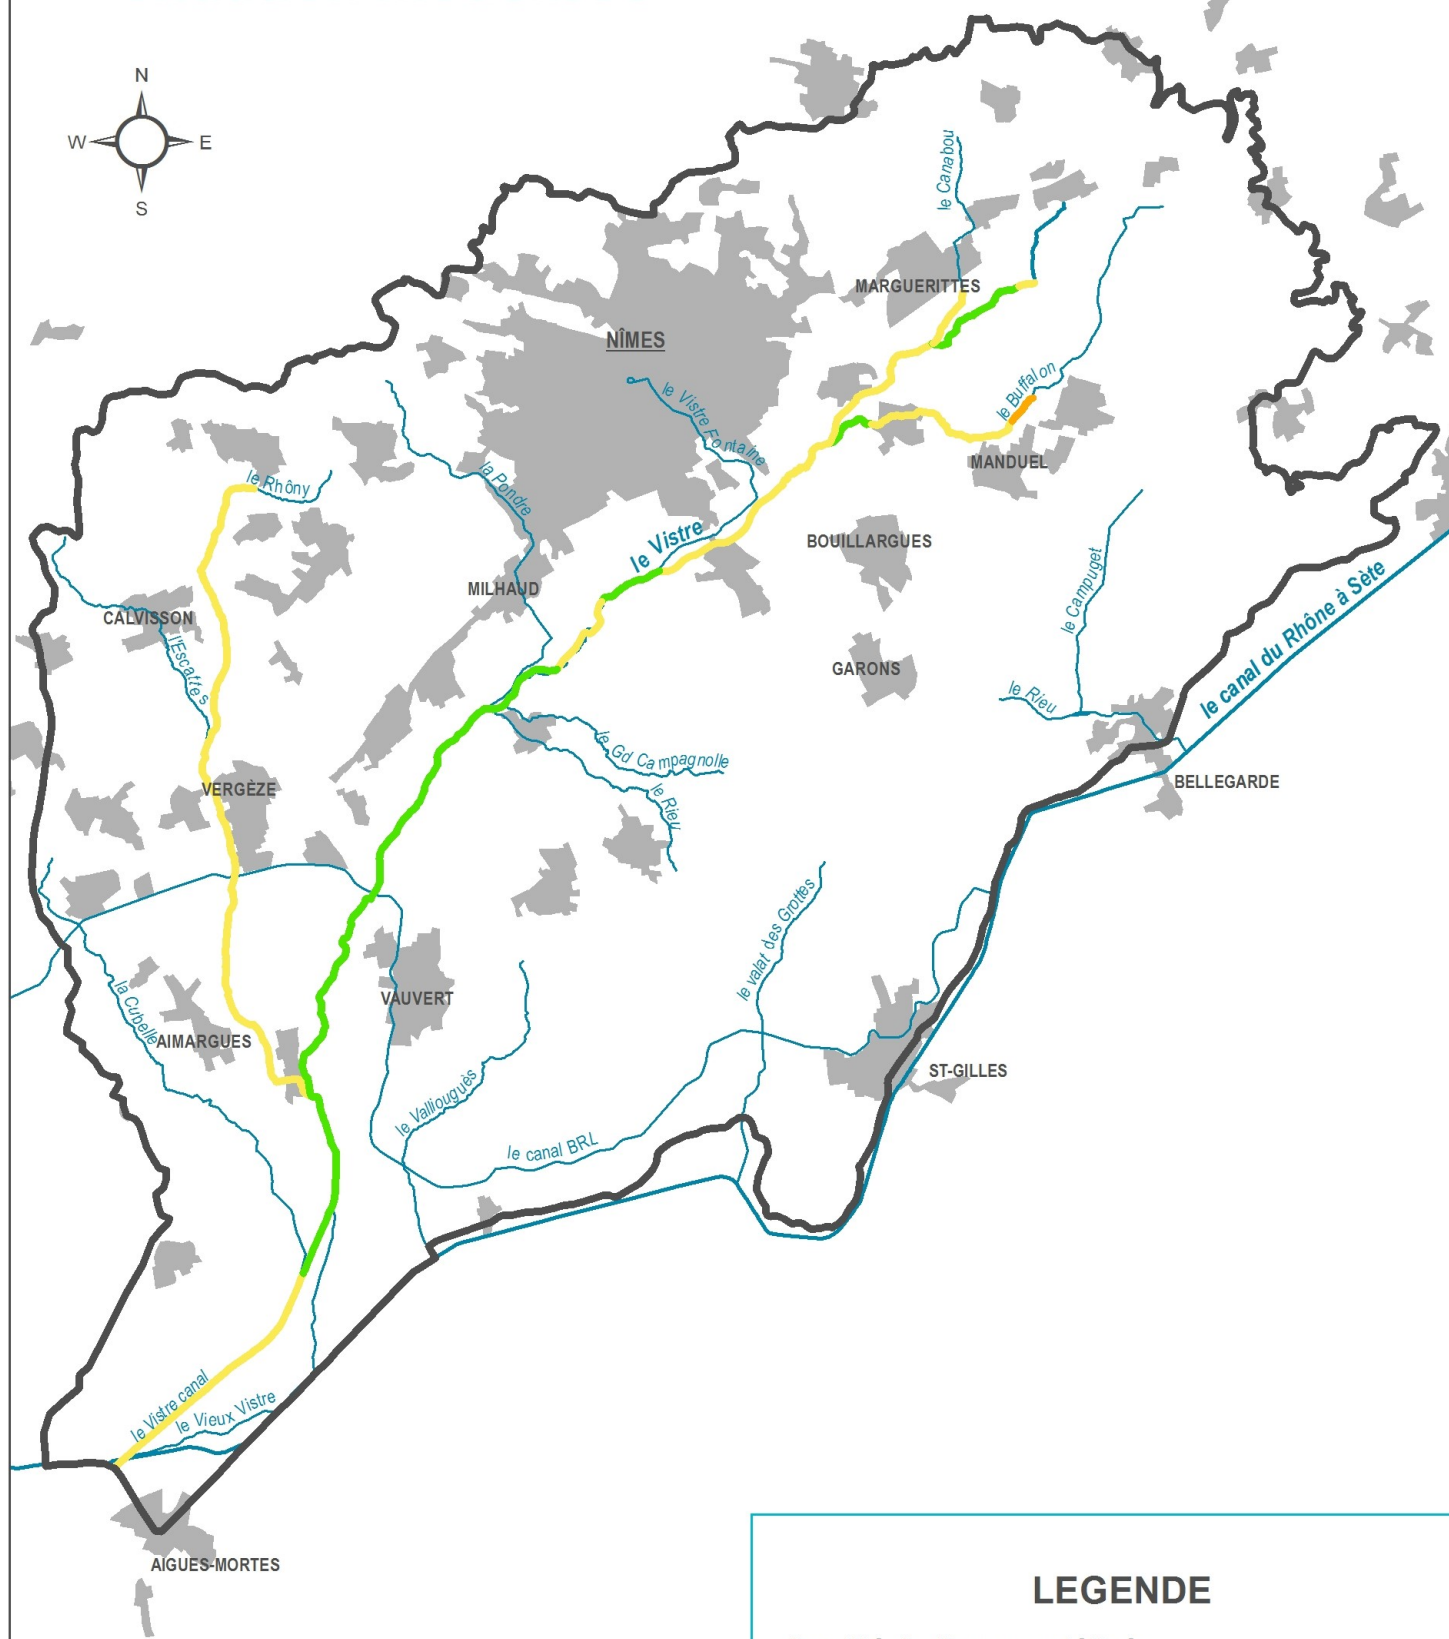 N
W E
S
le Canabou
MARGUERITTES
NÎMES
le Vistre Fontaine
le Buffalon
MANDUEL
la Pondre
le Rhôny
le Vistre
BOUILLARGUES
MILHAUD
CALVISSON
l'Escattes
le Campuget
GARONS
le canal du Rhône à Sète
le Rieu
le Gd Campagnolle
le Rieu
VERGÈZE
BELLEGARDE
le valat des Grottes
VAUVERT
la Cubelle
AIMARGUES
ST-GILLES
le Valliouguès
le canal BRL
le Vistre canal
le Vieux Vistre
AIGUES-MORTES
LEGENDE